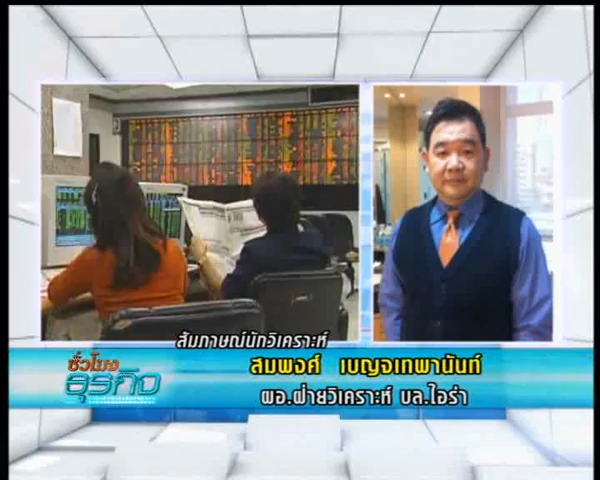 สัมภาษณ์นักวิเคราะห์
ชั่วโมง
ธุรกิจ
สมพงศ์ เบญจเทพานันท์
ผอ.ฝ่ายวิเคราะห์ บล.ไอร่า